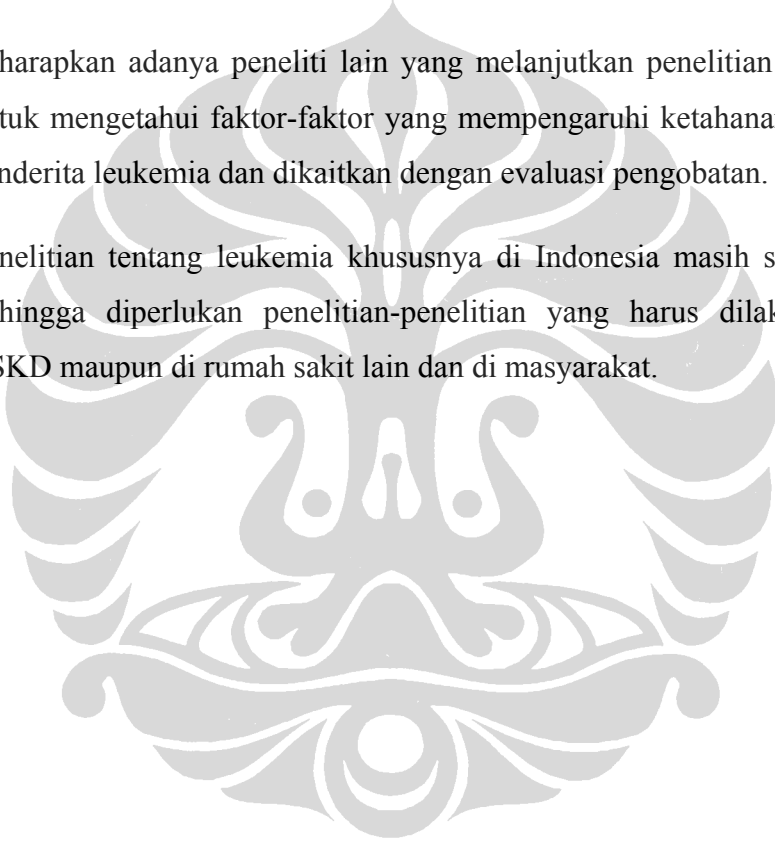 harapkan adanya peneliti lain yang melanjutkan penelitian
tuk mengetahui faktor-faktor yang mempengaruhi ketahana
nderita leukemia dan dikaitkan dengan evaluasi pengobatan.
nelitian tentang leukemia khususnya di Indonesia masih s
hingga diperlukan penelitian-penelitian yang harus dilak
SKD maupun di rumah sakit lain dan di masyarakat.